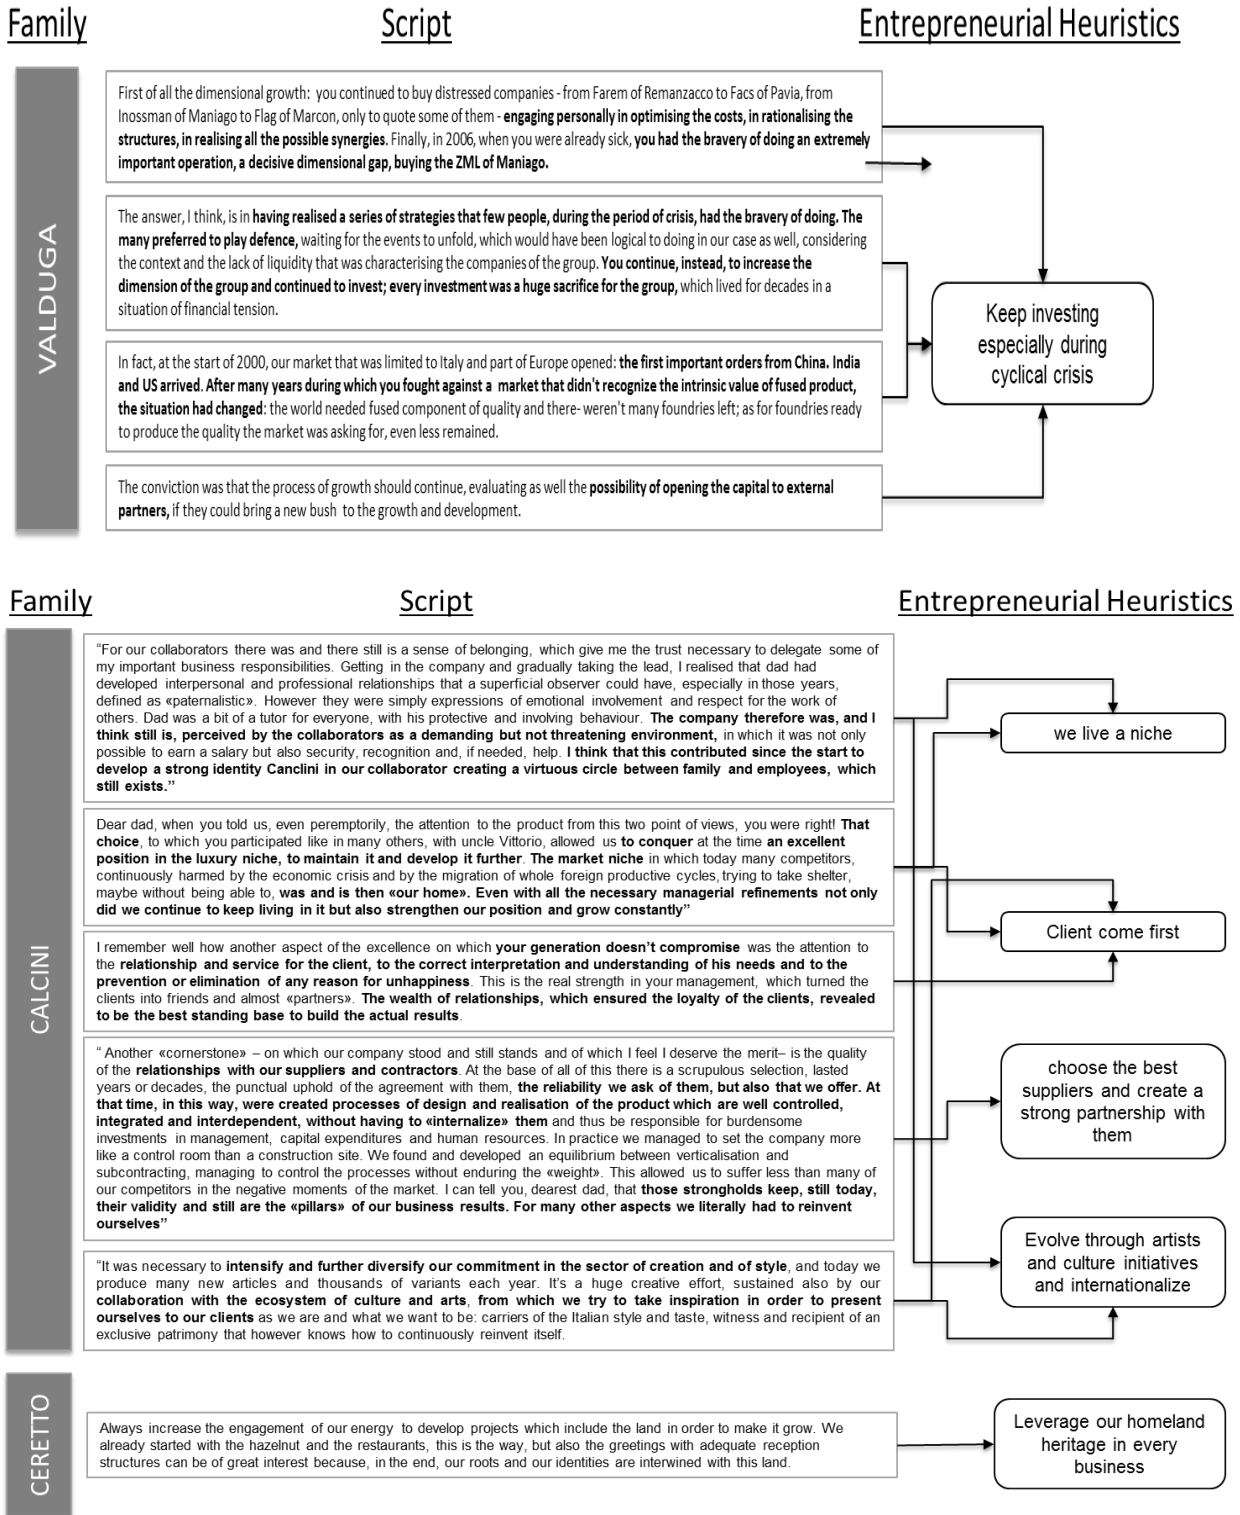 Family
Script
Entrepreneurial Heuristics
VALDUGA
First of all the dimensional growth: you continued to buy distressed companies - from Farem of Remanzacco to Facs of Pavia, from
Inossman of Maniago to Flag of Marcon, only to quote some of them - engaging personally in optimising the costs, in rationalising the
structures, in realising all the possible synergies. Finally, in 2006, when you were already sick, you had the bravery of doing an extremely
important operation, a decisive dimensional gap, buying the ZML of Maniago.
The answer, I think, is in having realised a series of strategies that few people, during the period of crisis, had the bravery of doing. The
many preferred to play defence, waiting for the events to unfold, which would have been logical to doing in our case as well, considering
the context and the lack of liquidity that was characterising the companies of the group. You continue, instead, to increase the
dimension of the group and continued to invest; every investment was a huge sacrifice for the group, which lived for decades in a
situation of financial tension.
In fact, at the start of 2000, our market that was limited to Italy and part of Europe opened: the first important orders from China. India
and US arrived. After many years during which you fought against a market that didn't recognize the intrinsic value of fused product,
the situation had changed: the world needed fused component of quality and there- weren't many foundries left; as for foundries ready
to produce the quality the market was asking for, even less remained.
The conviction was that the process of growth should continue, evaluating as well the possibility of opening the capital to external
partners, if they could bring a new bush to the growth and development.
Keep investing
especially during
cyclical crisis
Family
Script
Entrepreneurial Heuristics
CALCINI
“For our collaborators there was and there still is a sense of belonging, which give me the trust necessary to delegate some of
my important business responsibilities. Getting in the company and gradually taking the lead, I realised that dad had
developed interpersonal and professional relationships that a superficial observer could have, especially in those years,
defined as «paternalistic». However they were simply expressions of emotional involvement and respect for the work of
others. Dad was a bit of a tutor for everyone, with his protective and involving behaviour. The company therefore was, and I
think still is, perceived by the collaborators as a demanding but not threatening environment, in which it was not only
possible to earn a salary but also security, recognition and, if needed, help. I think that this contributed since the start to
develop a strong identity Canclini in our collaborator creating a virtuous circle between family and employees, which
still exists.”
Dear dad, when you told us, even peremptorily, the attention to the product from this two point of views, you were right! That
choice, to which you participated like in many others, with uncle Vittorio, allowed us to conquer at the time an excellent
position in the luxury niche, to maintain it and develop it further. The market niche in which today many competitors,
continuously harmed by the economic crisis and by the migration of whole foreign productive cycles, trying to take shelter,
maybe without being able to, was and is then «our home». Even with all the necessary managerial refinements not only
did we continue to keep living in it but also strengthen our position and grow constantly”
I remember well how another aspect of the excellence on which your generation doesn’t compromise was the attention to
the relationship and service for the client, to the correct interpretation and understanding of his needs and to the
prevention or elimination of any reason for unhappiness. This is the real strength in your management, which turned the
clients into friends and almost «partners». The wealth of relationships, which ensured the loyalty of the clients, revealed
to be the best standing base to build the actual results.
“ Another «cornerstone» – on which our company stood and still stands and of which I feel I deserve the merit– is the quality
of the relationships with our suppliers and contractors. At the base of all of this there is a scrupulous selection, lasted
years or decades, the punctual uphold of the agreement with them, the reliability we ask of them, but also that we offer. At
that time, in this way, were created processes of design and realisation of the product which are well controlled,
integrated and interdependent, without having to «internalize» them and thus be responsible for burdensome
investments in management, capital expenditures and human resources. In practice we managed to set the company more
like a control room than a construction site. We found and developed an equilibrium between verticalisation and
subcontracting, managing to control the processes without enduring the «weight». This allowed us to suffer less than many of
our competitors in the negative moments of the market. I can tell you, dearest dad, that those strongholds keep, still today,
their validity and still are the «pillars» of our business results. For many other aspects we literally had to reinvent
ourselves”
“It was necessary to intensify and further diversify our commitment in the sector of creation and of style, and today we
produce many new articles and thousands of variants each year. It’s a huge creative effort, sustained also by our
collaboration with the ecosystem of culture and arts, from which we try to take inspiration in order to present
ourselves to our clients as we are and what we want to be: carriers of the Italian style and taste, witness and recipient of an
exclusive patrimony that however knows how to continuously reinvent itself.
we live a niche
Client come first
choose the best
suppliers and create a
strong partnership with
them
Evolve through artists
and culture initiatives
and internationalize
CERETTO
Always increase the engagement of our energy to develop projects which include the land in order to make it grow. We
already started with the hazelnut and the restaurants, this is the way, but also the greetings with adequate reception
structures can be of great interest because, in the end, our roots and our identities are interwined with this land.
Leverage our homeland
heritage in every
business